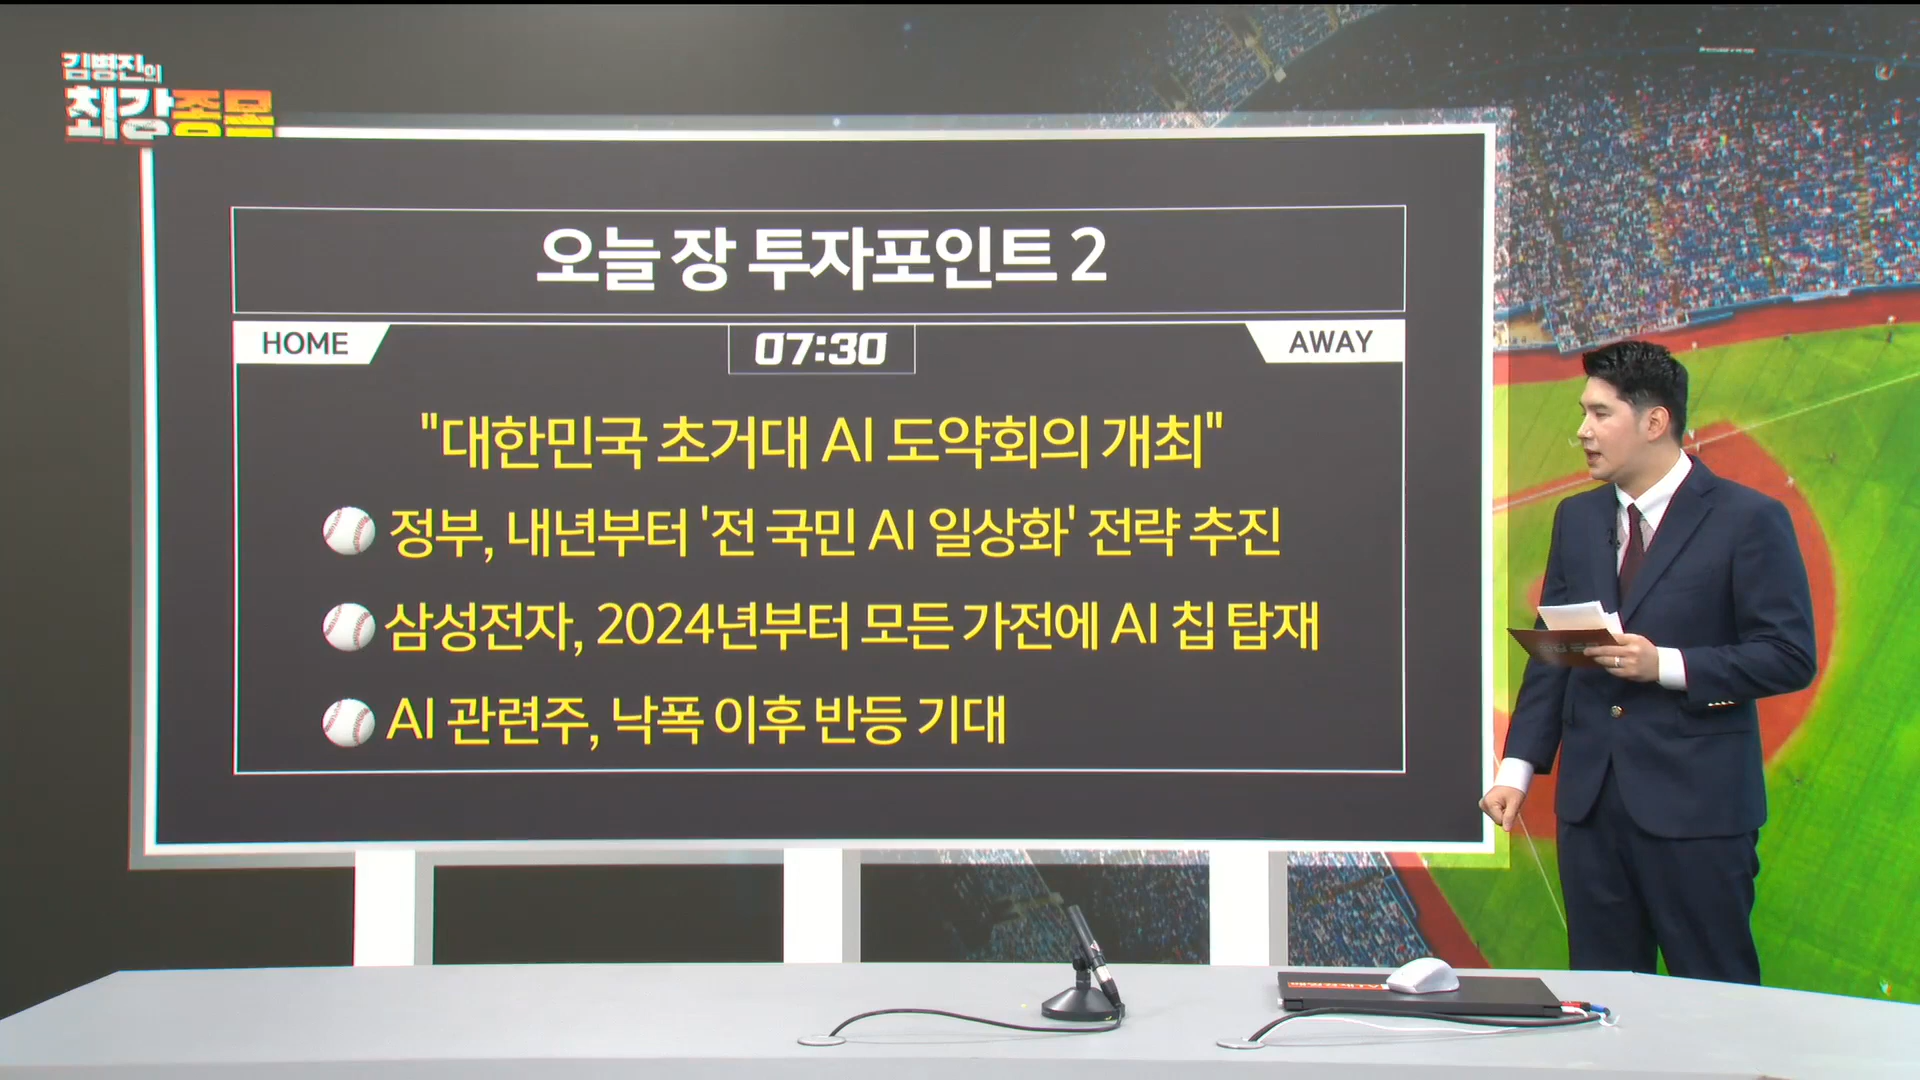 김병진의
최강종목
오늘 장 투자포인트 2
HOME
07:30
AWAY
"대한민국 초거대 AI 도약회의 개최"
정부, 내년부터 '전 국민 AI 일상화' 전략 추진
삼성전자, 2024년부터 모든 가전에 AI 칩 탑재
AI 관련주, 낙폭 이후 반등 기대